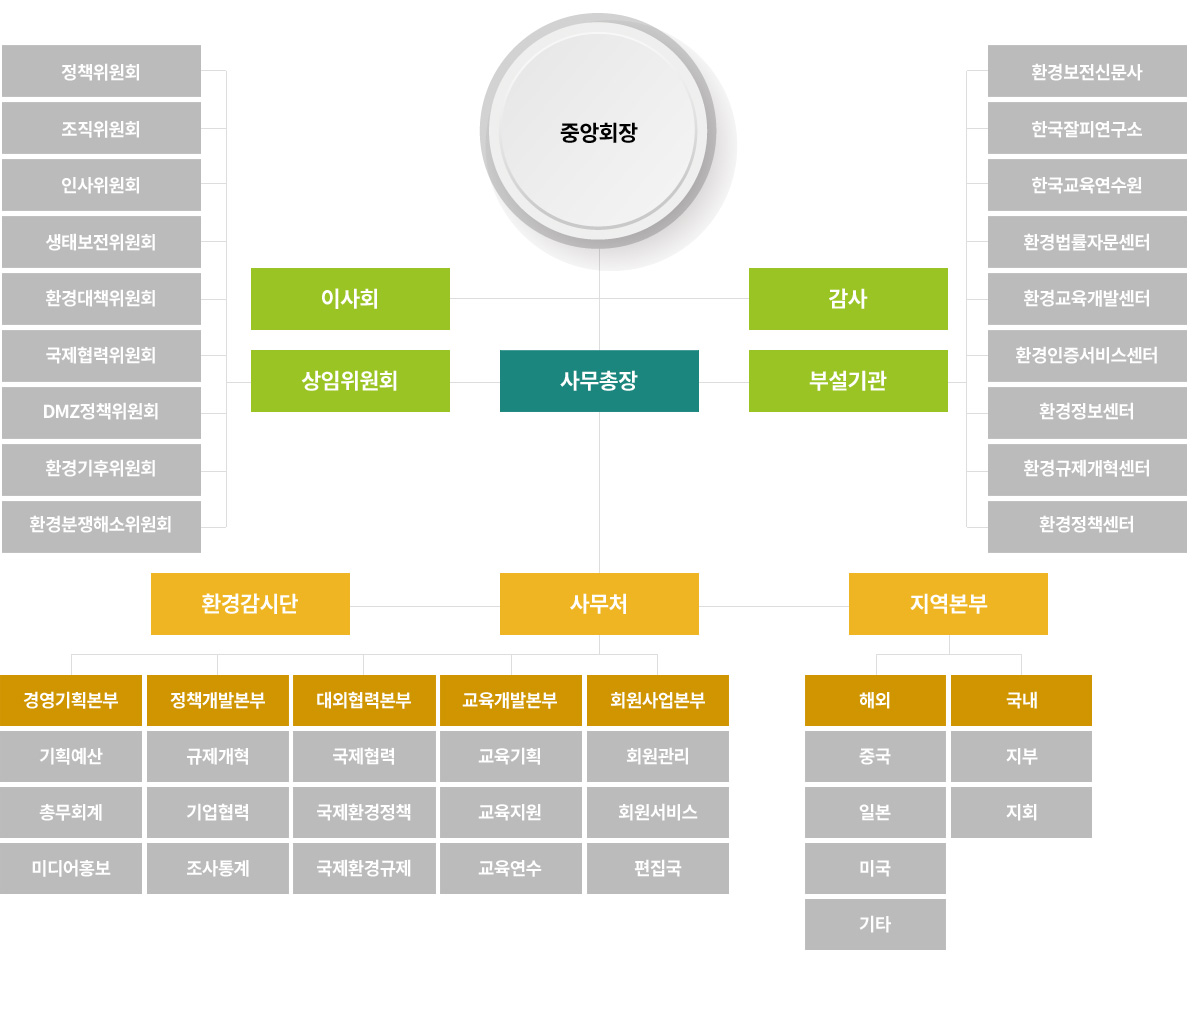 중앙회장
정책위원회
조직위원회
인사위원회
생태보전위원회
환경대책위원회
국제협력위원회
DMZ정책위원회
환경기후위원회
환경분쟁해소위원회
이사회
감사
상임위원회
사무총장
부설기관
환경보전신문사
한국잘피연구소
한국교육연수원
환경법률자문센터
환경교육개발센터
환경인증서비스센터
환경정보센터
환경규제개혁센터
환경정책센터
환경감시단
사무처
지역본부
경영기획본부
기획예산
총무회계
미디어홍보
정책개발본부
규제개혁
기업협력
조사통계
대외협력본부
국제협력
국제환경정책
국제환경규제
교육개발본부
교육기획
교육지원
교육연수
회원사업본부
회원관리
회원서비스
편집국
해외
중국
일본
미국
기타
국내
지부
지회